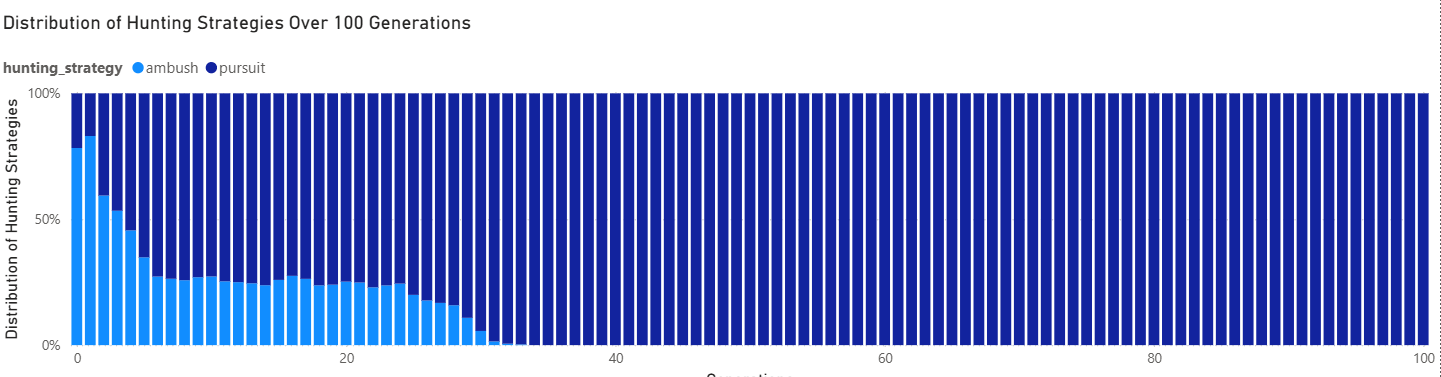 Distribution of Hunting Strategies Over 100 Generations
hunting_strategy ambush pursuit
Distribution of Hunting Strategies
100%
50%
0%
0 20 40 60 80 100